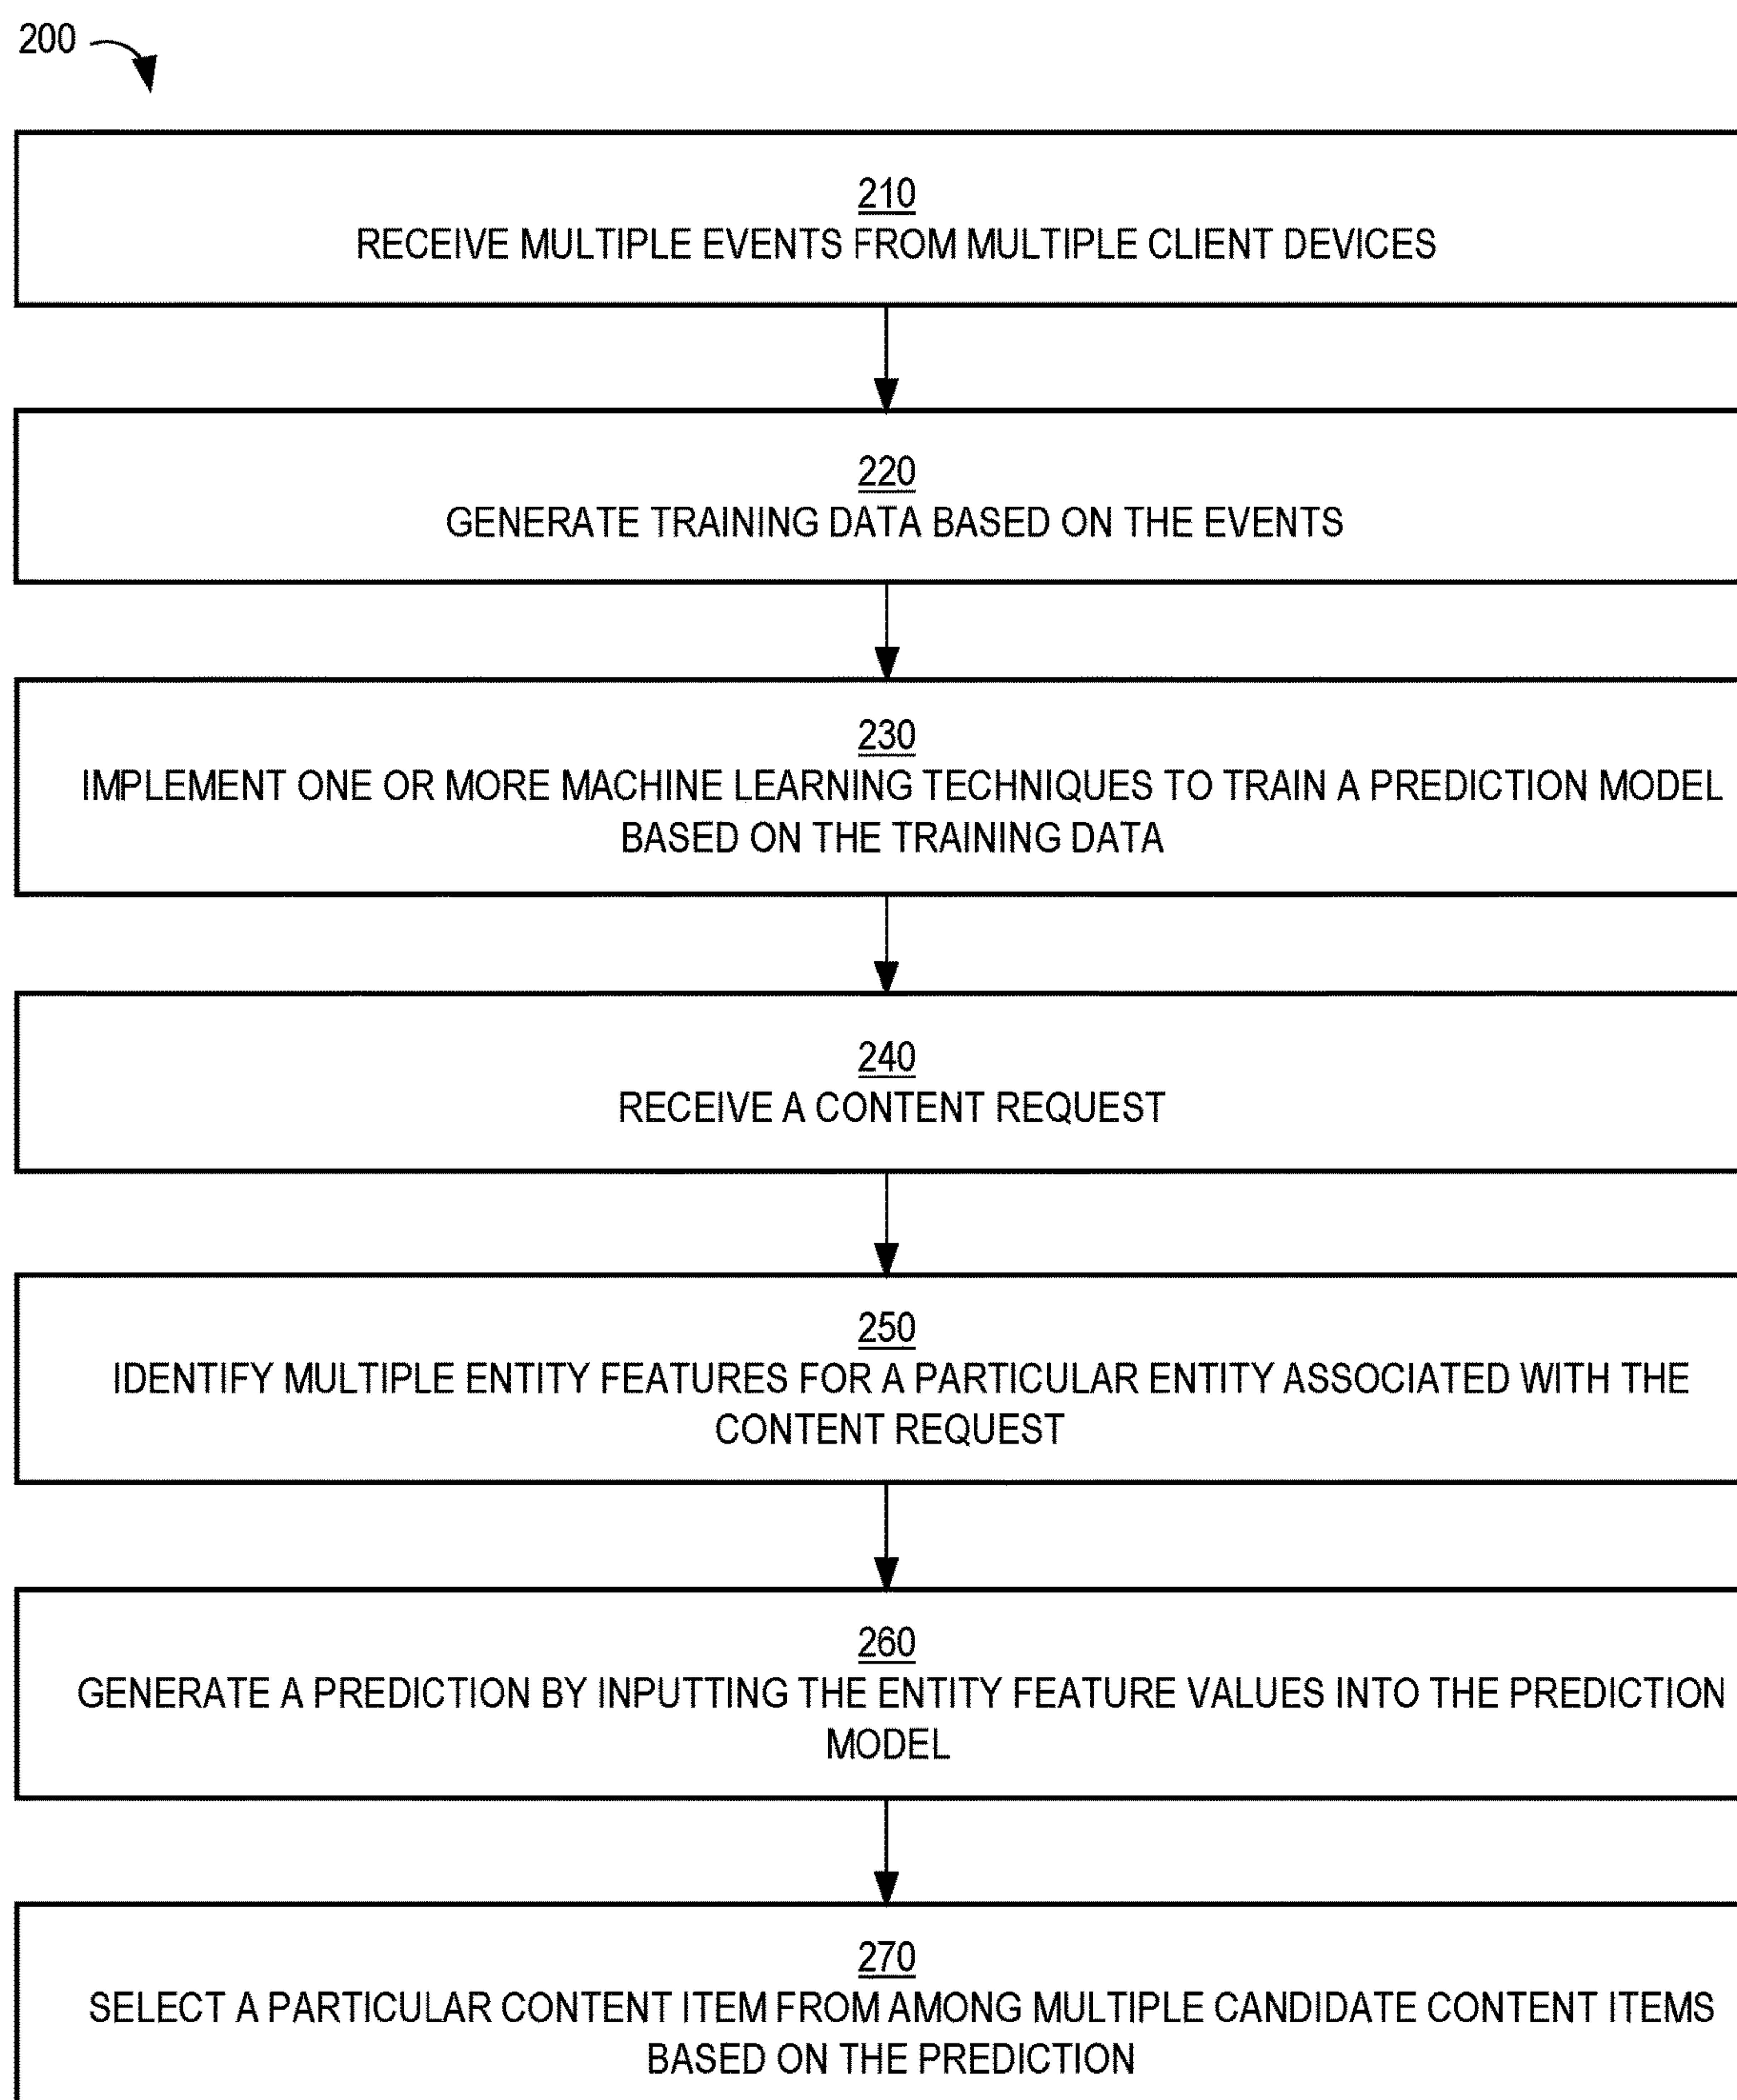 200
210
RECEIVE MULTIPLE EVENTS FROM MULTIPLE CLIENT DEVICES
220
GENERATE TRAINING DATA BASED ON THE EVENTS
230
IMPLEMENT ONE OR MORE MACHINE LEARNING TECHNIQUES TO TRAIN A PREDICTION MODEL
BASED ON THE TRAINING DATA
240
RECEIVE A CONTENT REQUEST
250
IDENTIFY MULTIPLE ENTITY FEATURES FOR A PARTICULAR ENTITY ASSOCIATED WITH THE
CONTENT REQUEST
260
GENERATE A PREDICTION BY INPUTTING THE ENTITY FEATURE VALUES INTO THE PREDICTION
MODEL
270
SELECT A PARTICULAR CONTENT ITEM FROM AMONG MULTIPLE CANDIDATE CONTENT ITEMS
BASED ON THE PREDICTION